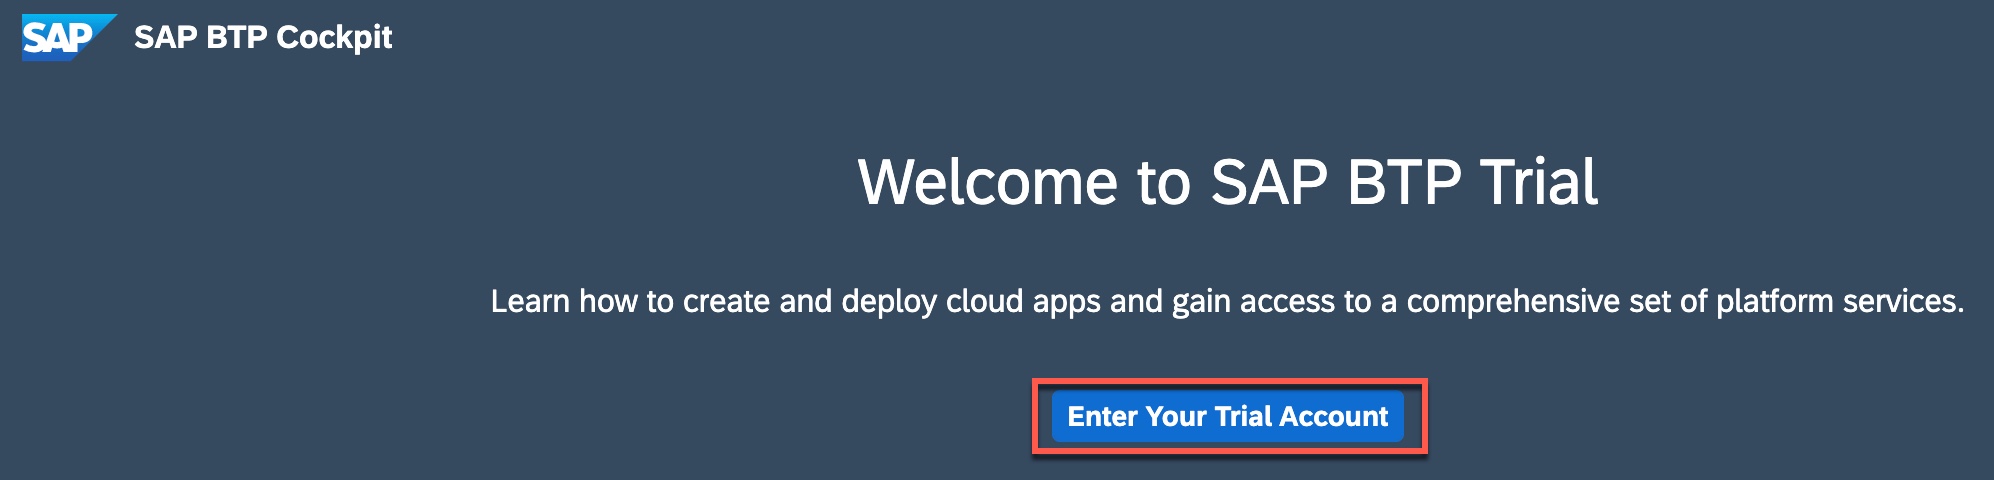 SAP SAP BTP Cockpit
Welcome to SAP BTP Trial
Learn how to create and deploy cloud apps and gain access to a comprehensive set of platform services.
Enter Your Trial Account